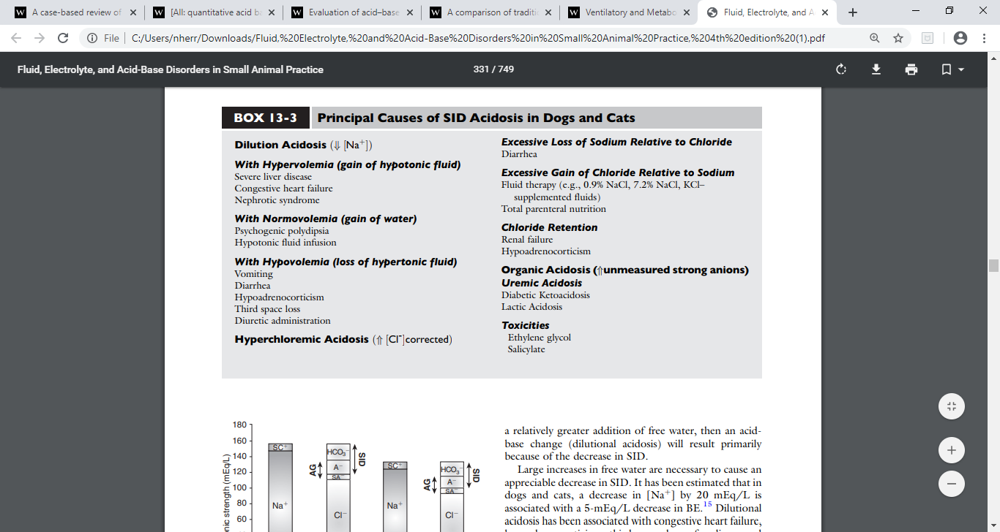 A case-based review of
[All: quantitative acid ba
Evaluation of acid–base
A comparison of traditio
Ventilatory and Metabo
Fluid, Electrolyte, and A
File
C:/Users/nherr/Downloads/Fluid,%20Electrolyte,%20and%20Acid-Base%20Disorders%20in%20Small%20Animal%20Practice,%204th%20edition%20(1).pdf
Fluid, Electrolyte, and Acid-Base Disorders in Small Animal Practice
331 / 749
BOX 13-3 Principal Causes of SID Acidosis in Dogs and Cats
Dilution Acidosis (⇓ [Na⁺])
With Hypervolemia (gain of hypotonic fluid)
Severe liver disease
Congestive heart failure
Nephrotic syndrome
With Normovolemia (gain of water)
Psychogenic polydipsia
Hypotonic fluid infusion
With Hypovolemia (loss of hypertonic fluid)
Vomiting
Diarrhea
Hypoadrenocorticism
Third space loss
Diuretic administration
Hyperchloremic Acidosis (⇑ [Cl⁻]corrected)
Excessive Loss of Sodium Relative to Chloride
Diarrhea
Excessive Gain of Chloride Relative to Sodium
Fluid therapy (e.g., 0.9% NaCl, 7.2% NaCl, KCl–
supplemented fluids)
Total parenteral nutrition
Chloride Retention
Renal failure
Hypoadrenocorticism
Organic Acidosis (⇑unmeasured strong anions)
Uremic Acidosis
Diabetic Ketoacidosis
Lactic Acidosis
Toxicities
Ethylene glycol
Salicylate
180
160
140
120
100
80
60
nic strength (mEq/L)
SC⁺
Na⁺
AG
HCO₃⁻
A⁻
SA⁻
Cl⁻
SID
SC⁺
Na⁺
AG
HCO₃⁻
A⁻
SA⁻
Cl⁻
SID
a relatively greater addition of free water, then an acid-
base change (dilutional acidosis) will result primarily
because of the decrease in SID.
Large increases in free water are necessary to cause an
appreciable decrease in SID. It has been estimated that in
dogs and cats, a decrease in [Na⁺] by 20 mEq/L is
associated with a 5-mEq/L decrease in BE.¹⁵ Dilutional
acidosis has been associated with congestive heart failure,